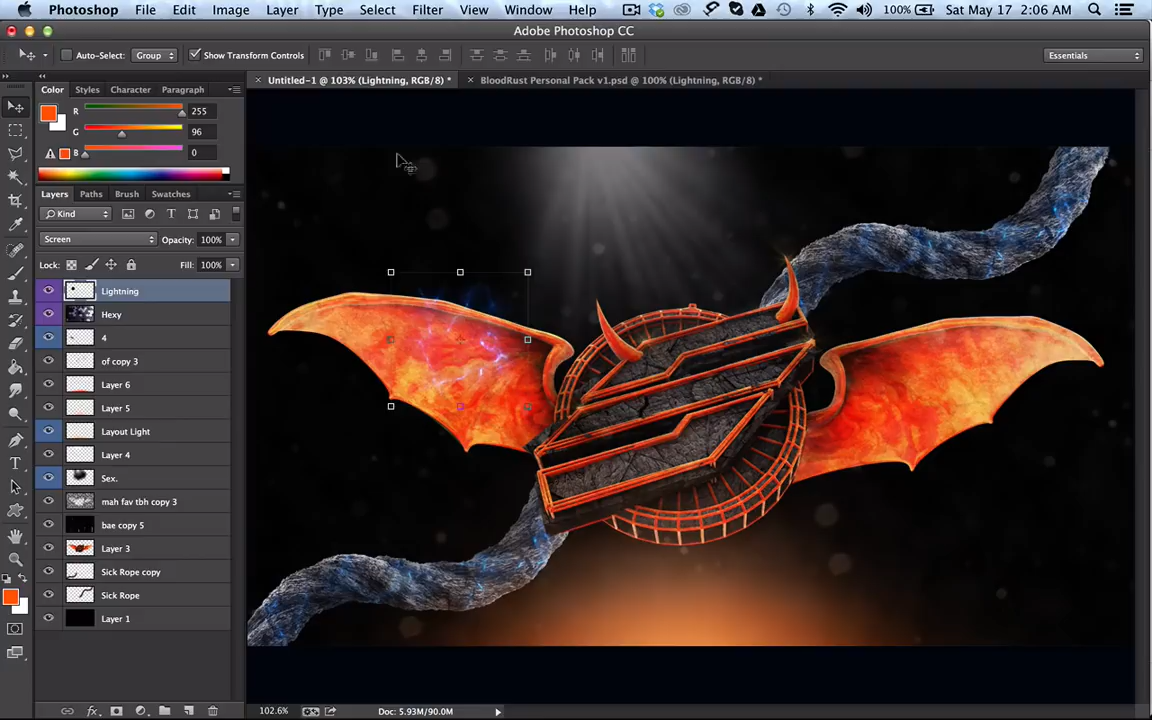 Photoshop File Edit Image Layer Type Select Filter View Window Help 100% Sat May 17 2:06 AM
Adobe Photoshop CC
Auto-Select: Group Show Transform Controls Essentials
Untitled-1 @ 103% (Lightning, RGB/8) * BloodRust Personal Pack v1.psd @ 100% (Lightning, RGB/8) *
Color Styles Character Paragraph
R 255
G 96
B 0
Layers Paths Brush Swatches
Kind
Screen Opacity: 100%
Lock: Fill: 100%
Lightning
Hexy
4
of copy 3
Layer 6
Layer 5
Layout Light
Layer 4
Sex.
mah fav tbh copy 3
bae copy 5
Layer 3
Sick Rope copy
Sick Rope
Layer 1
102.6% Doc: 5.93M/90.0M